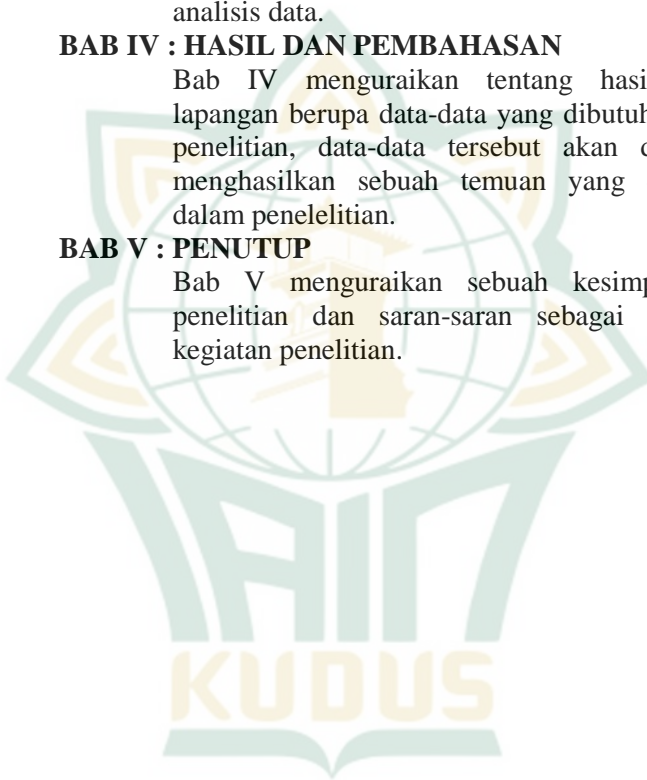 analisis data.
BAB IV : HASIL DAN PEMBAHASAN
Bab IV menguraikan tentang hasi
lapangan berupa data-data yang dibutuh
penelitian, data-data tersebut akan d
menghasilkan sebuah temuan yang
dalam penelelitian.
BAB V : PENUTUP
Bab V menguraikan sebuah kesimp
penelitian dan saran-saran sebagai
kegiatan penelitian.
IAIN
KUDUS